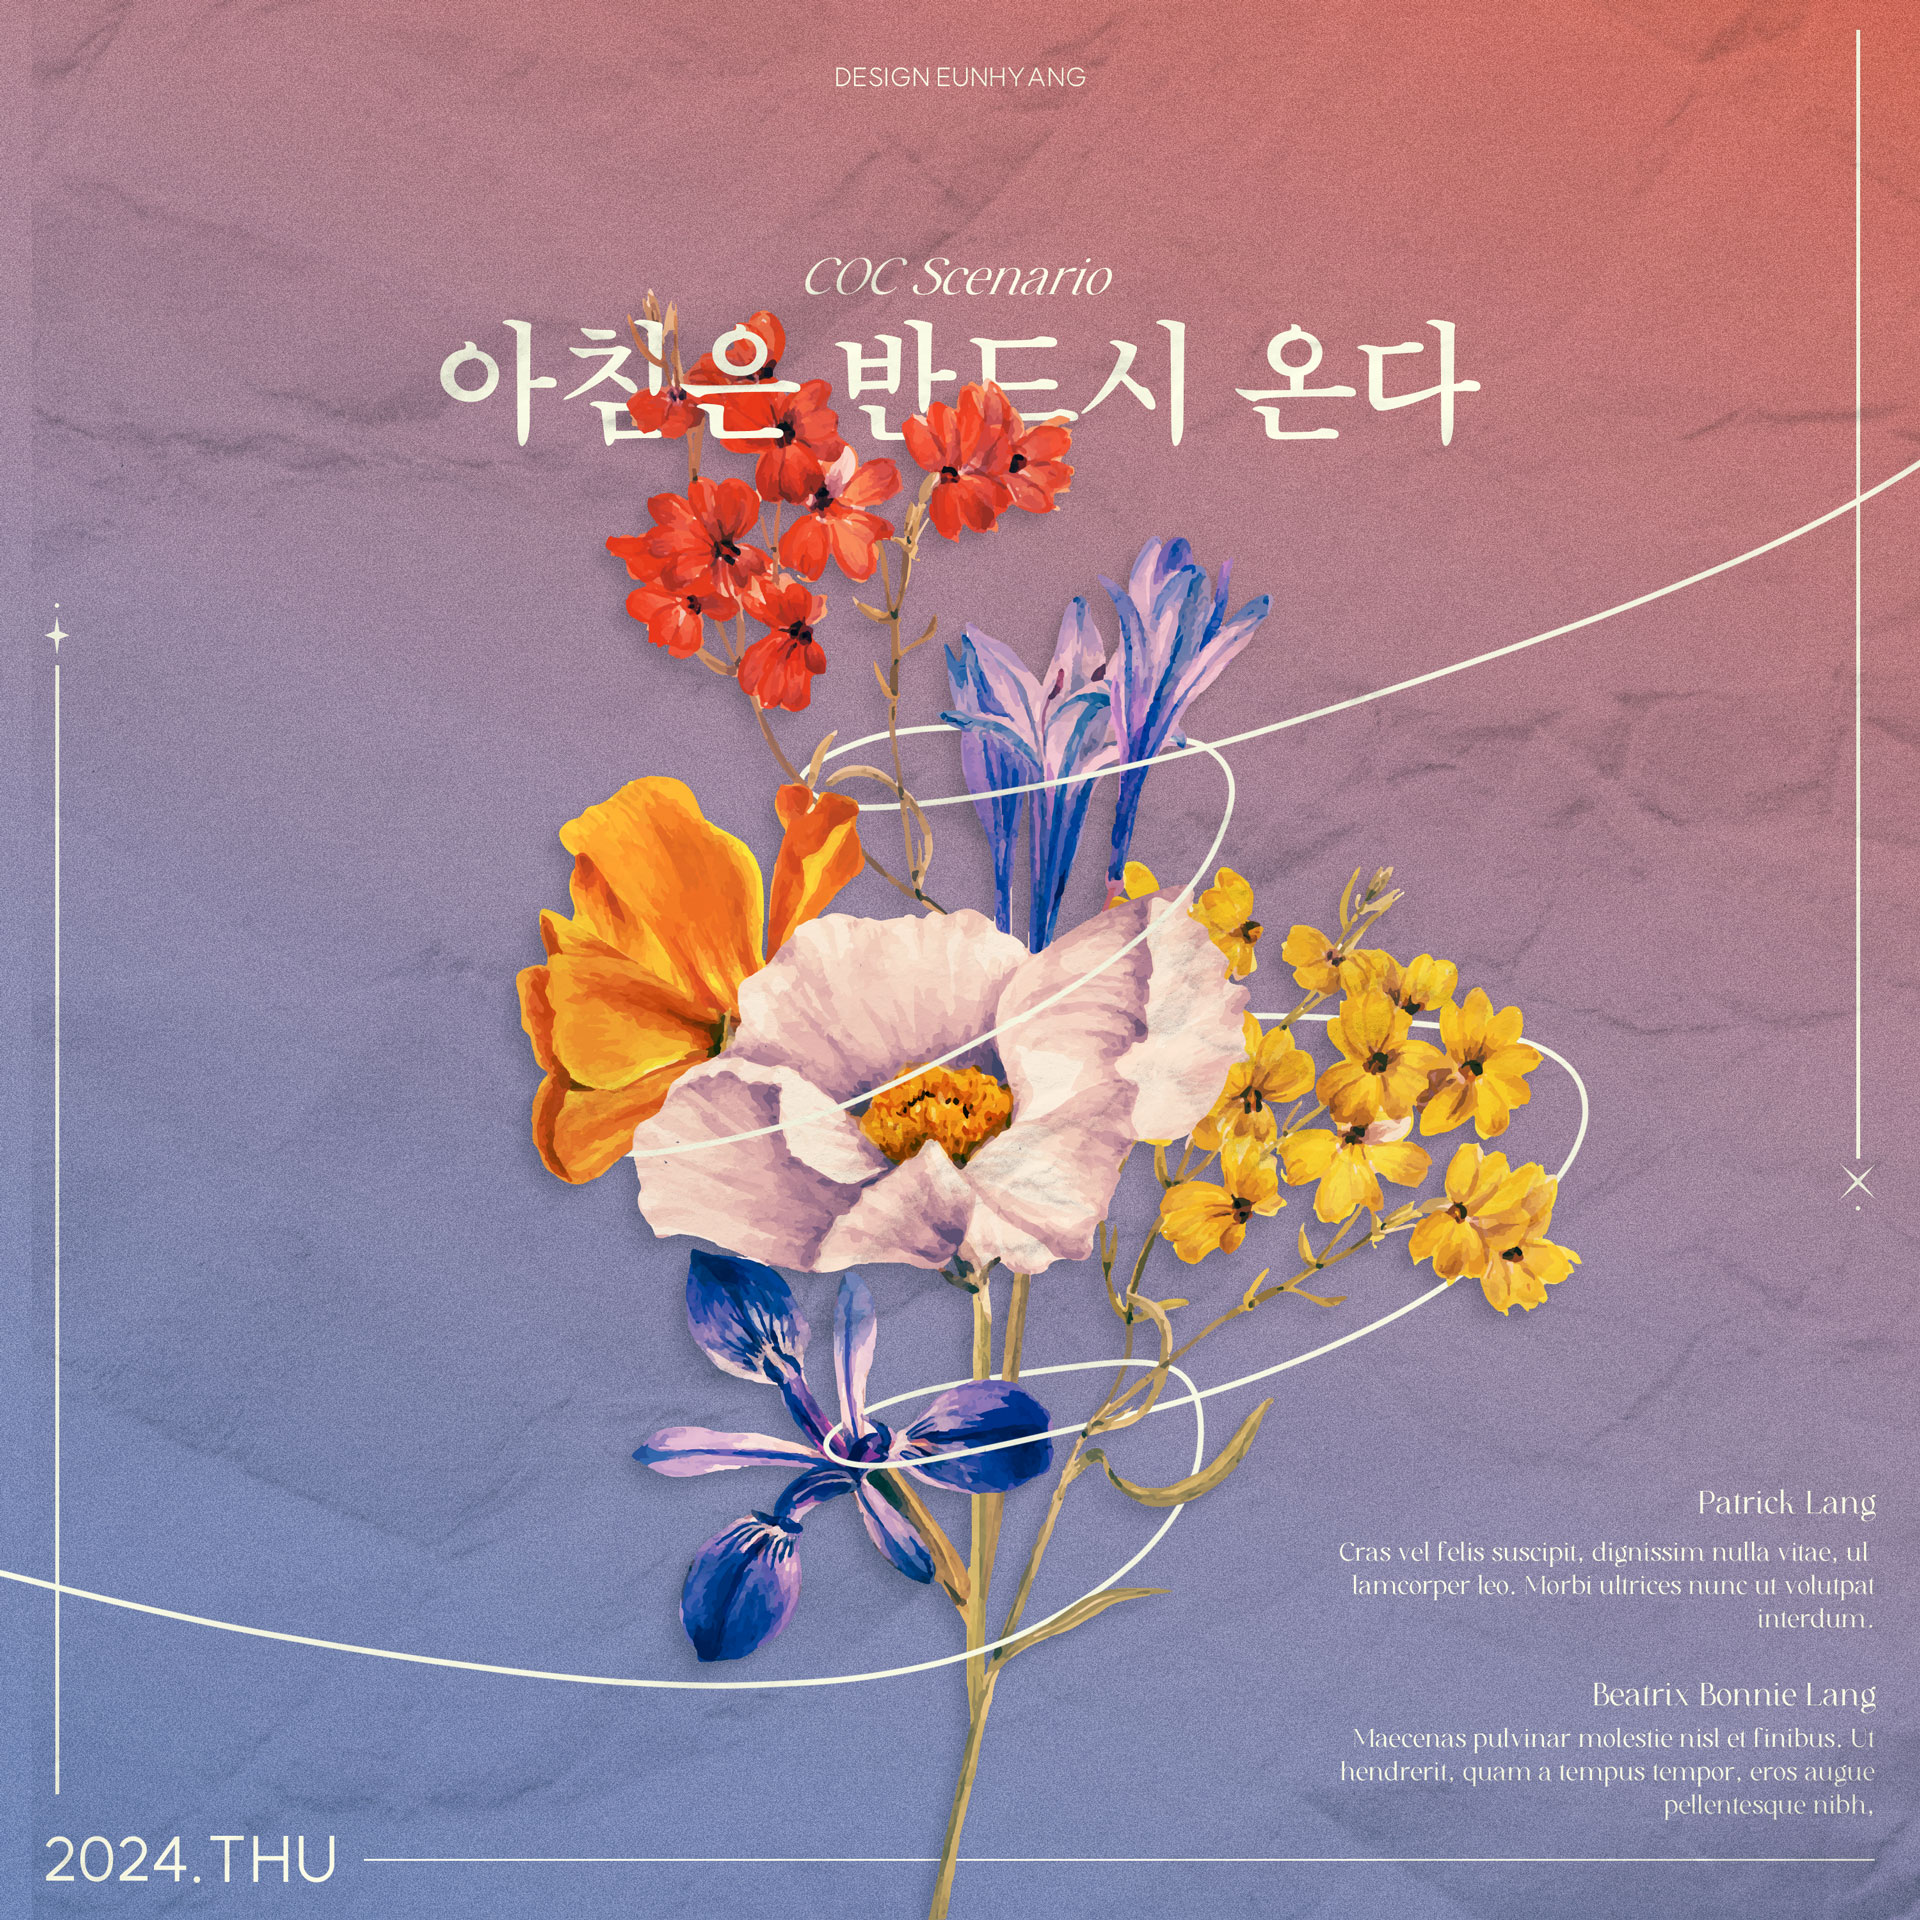 DESIGN EUNHYANG
COC Scenario
아침은 반드시 온다
Patrick Lang
Cras vel felis suscipit, dignissim nulla vitae, ul
lamcorper leo. Morbi ultrices nunc ut volutpat
interdum.
Beatrix Bonnie Lang
Maecenas pulvinar molestie nisl et finibus. Ut
hendrerit, quam a tempus tempor, eros augue
pellentesque nibh,
2024.THU